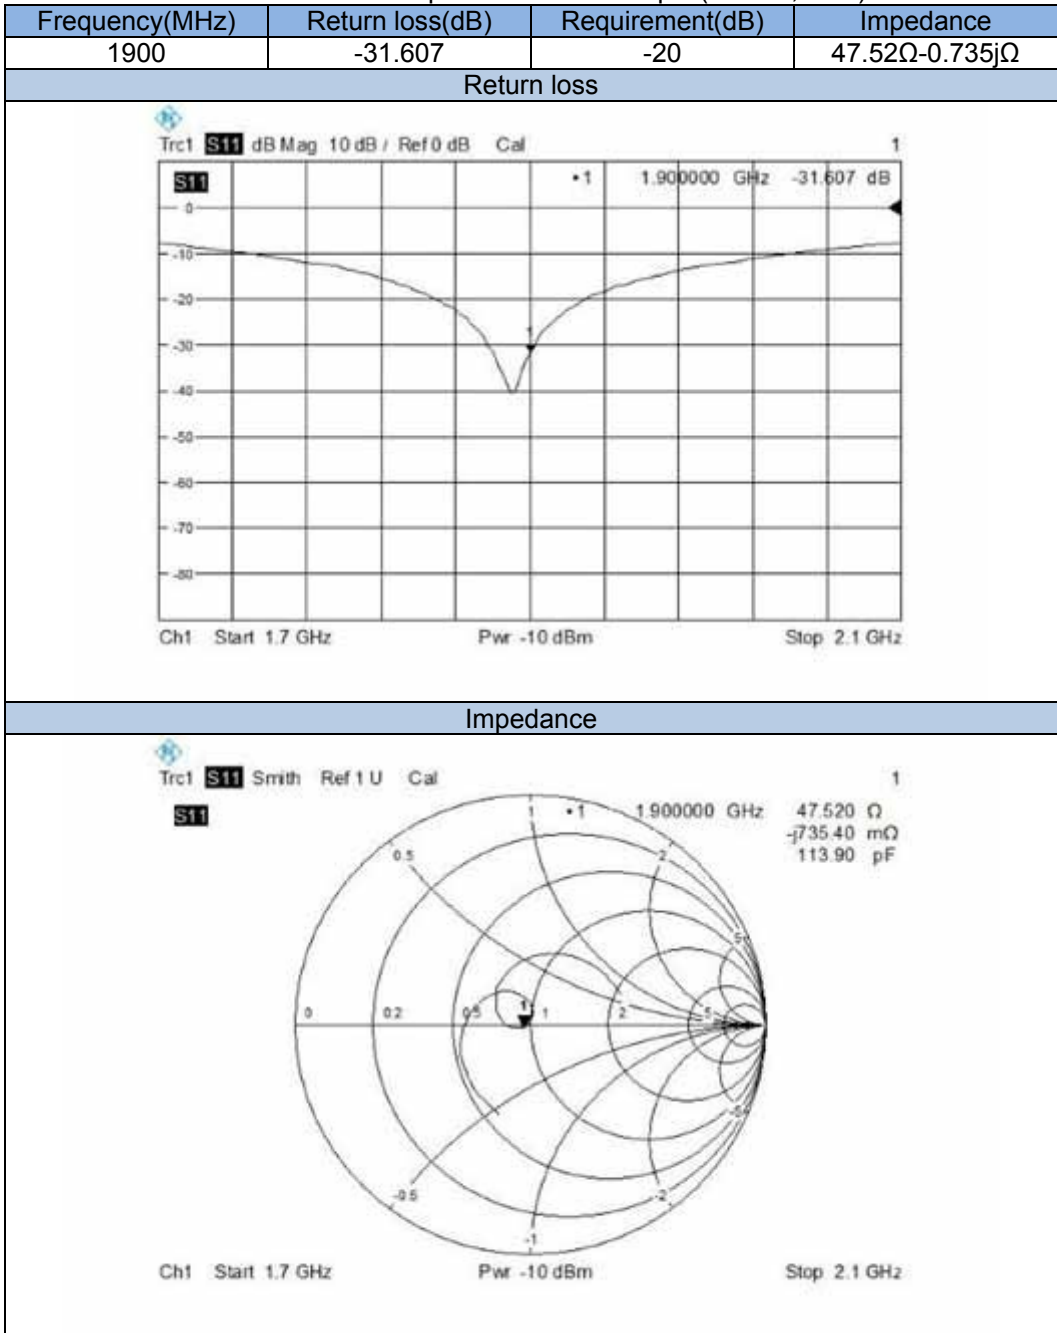 Frequency(MHz) Return loss(dB) Requirement(dB) Impedance
1900 -31.607 -20 47.52Ω-0.735jΩ
Return loss
Trc1 S11 dB Mag 10 dB / Ref 0 dB Cal 1
S11 •1 1.900000 GHz -31.607 dB
0
-10
-20
1
-30
-40
-50
-60
-70
-80
Ch1 Start 1.7 GHz Pwr -10 dBm Stop 2.1 GHz
Impedance
Trc1 S11 Smith Ref 1 U Cal 1
S11 1 •1 1.900000 GHz 47.520 Ω
-j735.40 mΩ
113.90 pF
0.5 2
5
0 0.2 0.5 1 1 2 5
-5
-0.5 -2
-1
Ch1 Start 1.7 GHz Pwr -10 dBm Stop 2.1 GHz